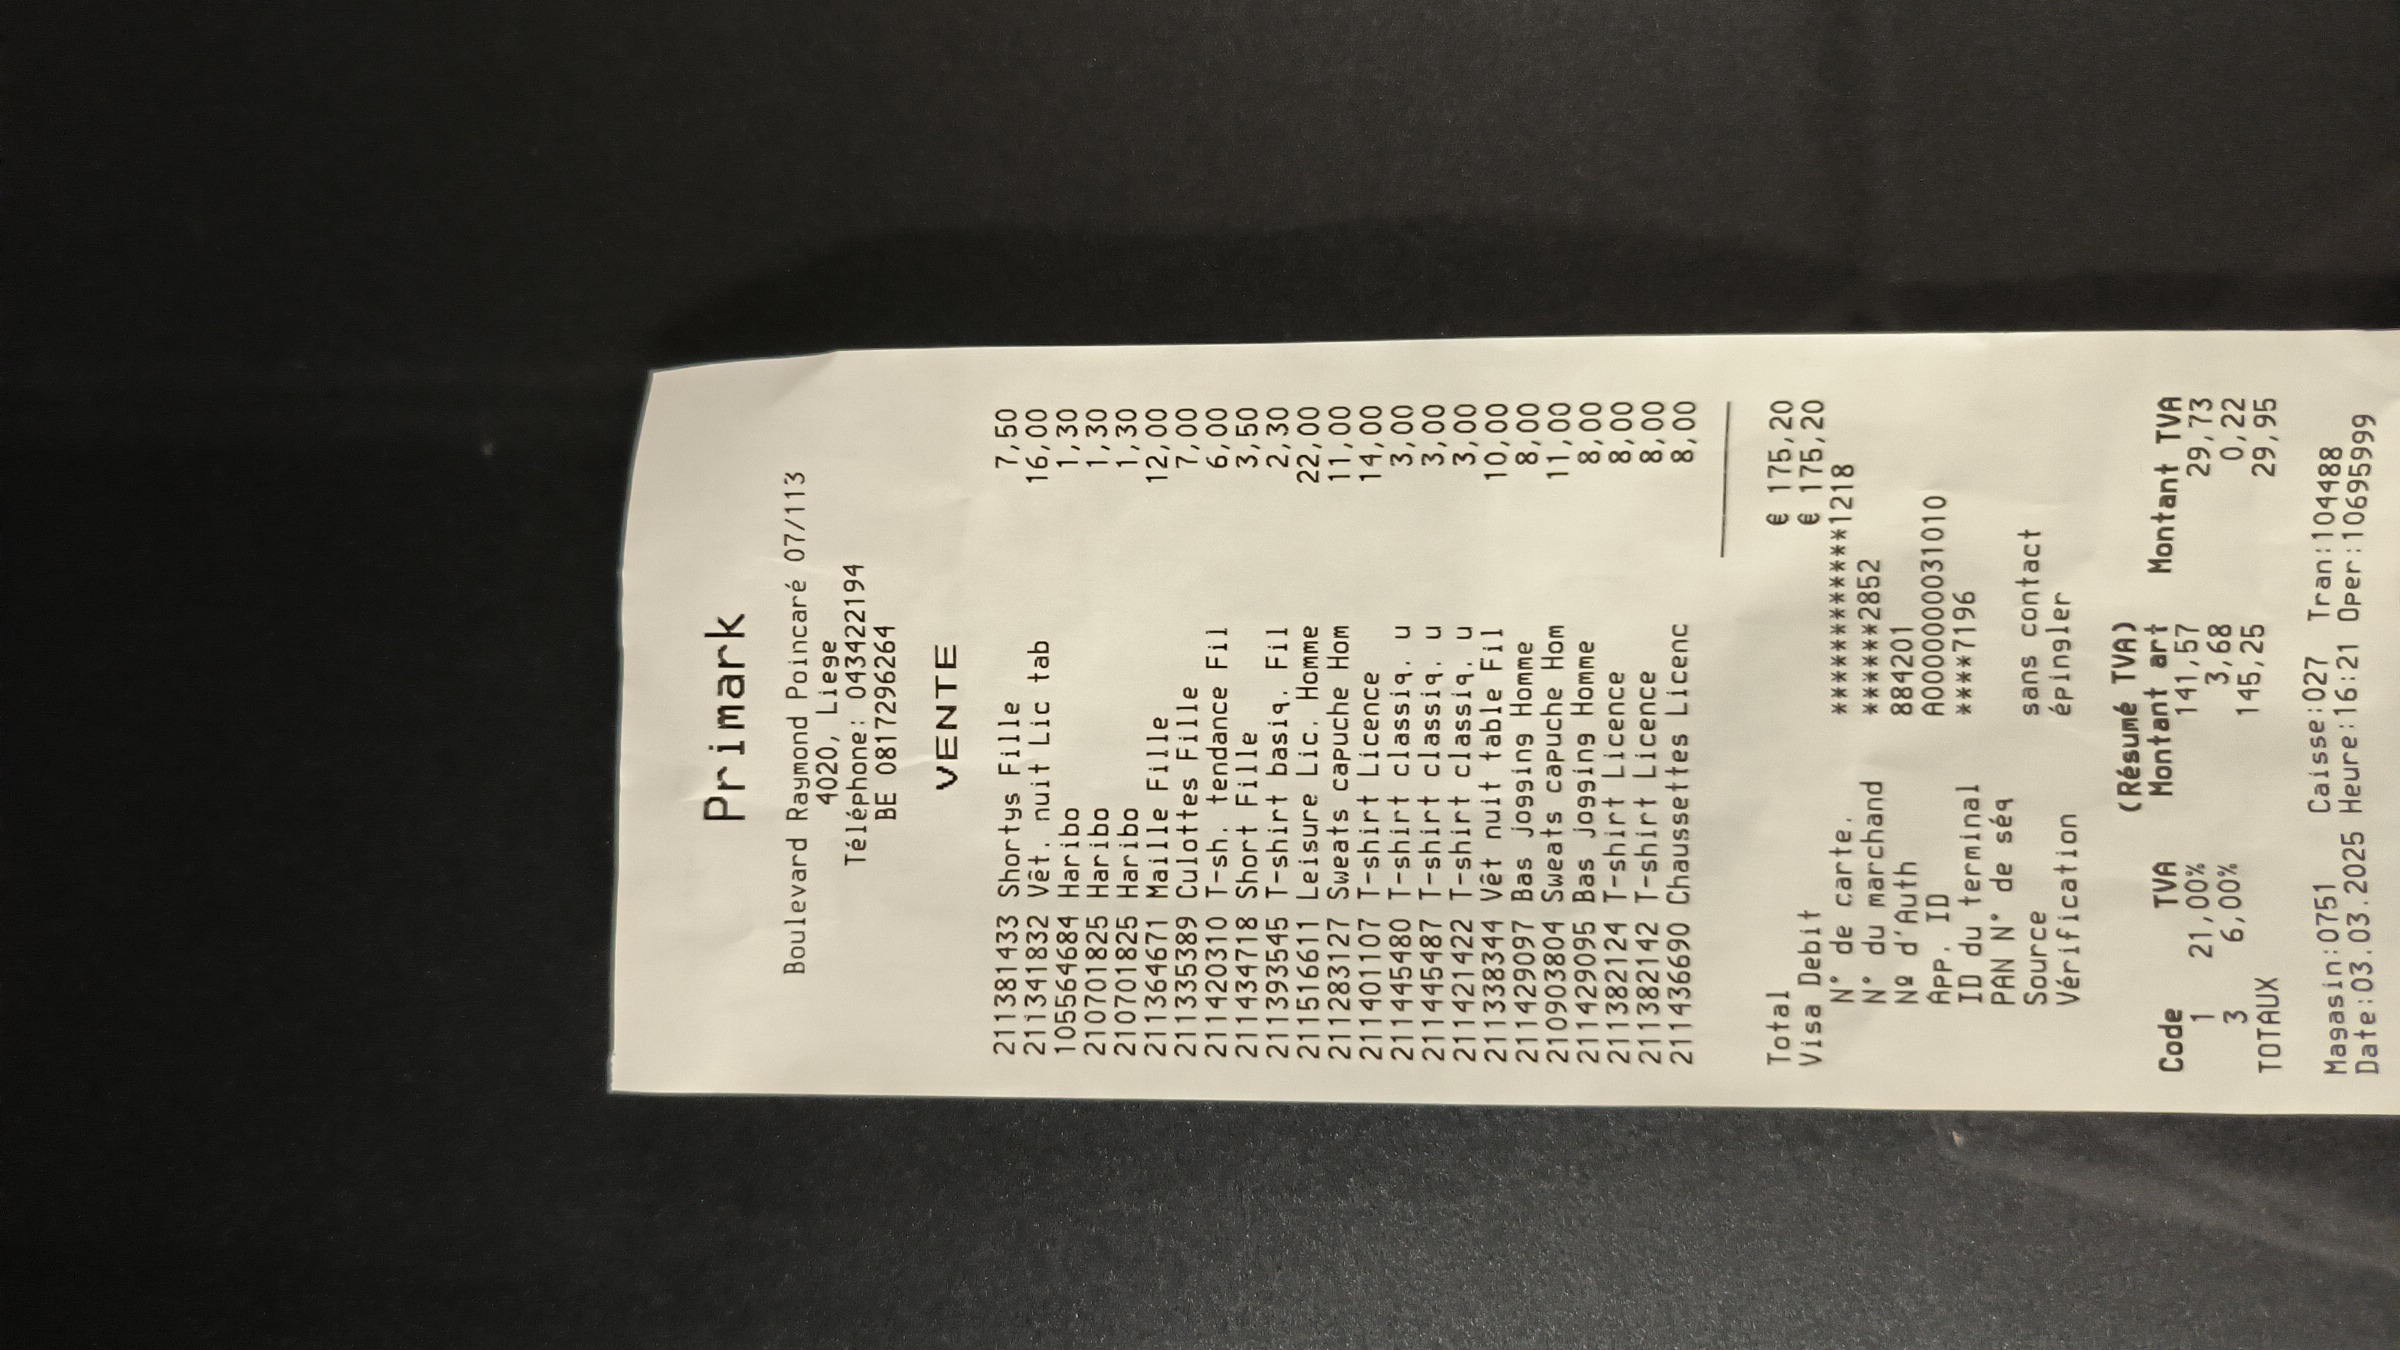 Primark
Boulevard Raymond Poincaré 07/113
4020, Liege
Téléphone: 043422194
BE 0817296264
VENTE
211381433 Shortys Fille 7,50
211341832 Vêt. nuit Lic tab 16,00
105564684 Haribo 1,30
210701825 Haribo 1,30
210701825 Haribo 1,30
211364671 Maille Fille 12,00
211335389 Culottes Fille 7,00
211420310 T-sh. tendance Fil 6,00
211434718 Short Fille 3,50
211393545 T-shirt basiq. Fil 2,30
211516611 Leisure Lic. Homme 22,00
211283127 Sweats capuche Hom 11,00
211401107 T-shirt Licence 14,00
211445480 T-shirt classiq. u 3,00
211445487 T-shirt classiq. u 3,00
211421422 T-shirt classiq. u 3,00
211338344 Vêt nuit table Fil 10,00
211429097 Bas jogging Homme 8,00
210903804 Sweats capuche Hom 11,00
211429095 Bas jogging Homme 8,00
211382124 T-shirt Licence 8,00
211382142 T-shirt Licence 8,00
211436690 Chaussettes Licenc 8,00
Total € 175,20
Visa Debit € 175,20
N° de carte. ************1218
N° du marchand ******2852
Nº d'Auth 884201
App. ID A0000000031010
ID du terminal ****7196
PAN N° de séq
Source sans contact
Vérification épingler
(Résumé TVA)
Code TVA Montant art Montant TVA
1 21,00% 141,57 29,73
3 6,00% 3,68 0,22
TOTAUX 145,25 29,95
Magasin:0751 Caisse:027 Tran:104488
Date:03.03.2025 Heure:16:21 Oper:10695999